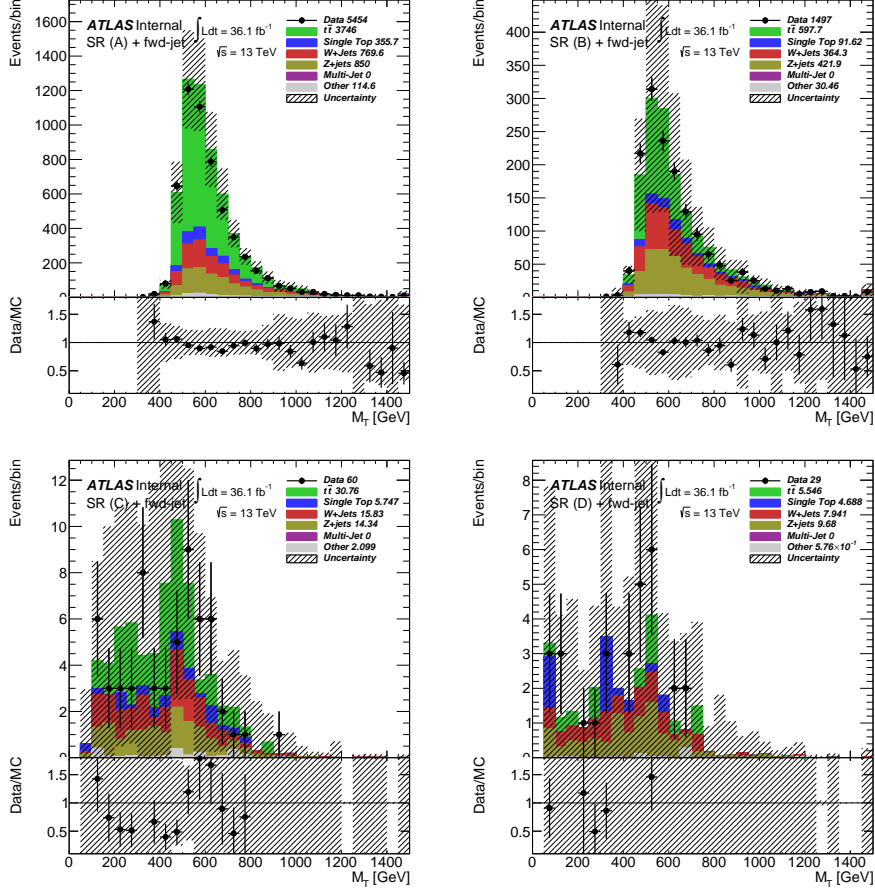 Events/bin
1600
1400
1200
1000
800
600
400
200
0
ATLAS Internal
SR (A) + fwd-jet
∫Ldt = 36.1 fb⁻¹
√s = 13 TeV
Data 5454
tt̄ 3746
Single Top 355.7
W+Jets 769.6
Z+jets 850
Multi-Jet 0
Other 114.6
Uncertainty
Data/MC
1.5
1
0.5
0 200 400 600 800 1000 1200 1400
M_T [GeV]
Events/bin
400
350
300
250
200
150
100
50
0
ATLAS Internal
SR (B) + fwd-jet
∫Ldt = 36.1 fb⁻¹
√s = 13 TeV
Data 1497
tt̄ 597.7
Single Top 91.62
W+Jets 364.3
Z+jets 421.9
Multi-Jet 0
Other 30.46
Uncertainty
Data/MC
1.5
1
0.5
0 200 400 600 800 1000 1200 1400
M_T [GeV]
Events/bin
12
10
8
6
4
2
0
ATLAS Internal
SR (C) + fwd-jet
∫Ldt = 36.1 fb⁻¹
√s = 13 TeV
Data 60
tt̄ 30.76
Single Top 5.747
W+Jets 15.83
Z+jets 14.34
Multi-Jet 0
Other 2.099
Uncertainty
Data/MC
1.5
1
0.5
0 200 400 600 800 1000 1200 1400
M_T [GeV]
Events/bin
8
7
6
5
4
3
2
1
0
ATLAS Internal
SR (D) + fwd-jet
∫Ldt = 36.1 fb⁻¹
√s = 13 TeV
Data 29
tt̄ 5.546
Single Top 4.688
W+Jets 7.941
Z+jets 9.68
Multi-Jet 0
Other 5.76×10⁻¹
Uncertainty
Data/MC
1.5
1
0.5
0 200 400 600 800 1000 1200 1400
M_T [GeV]